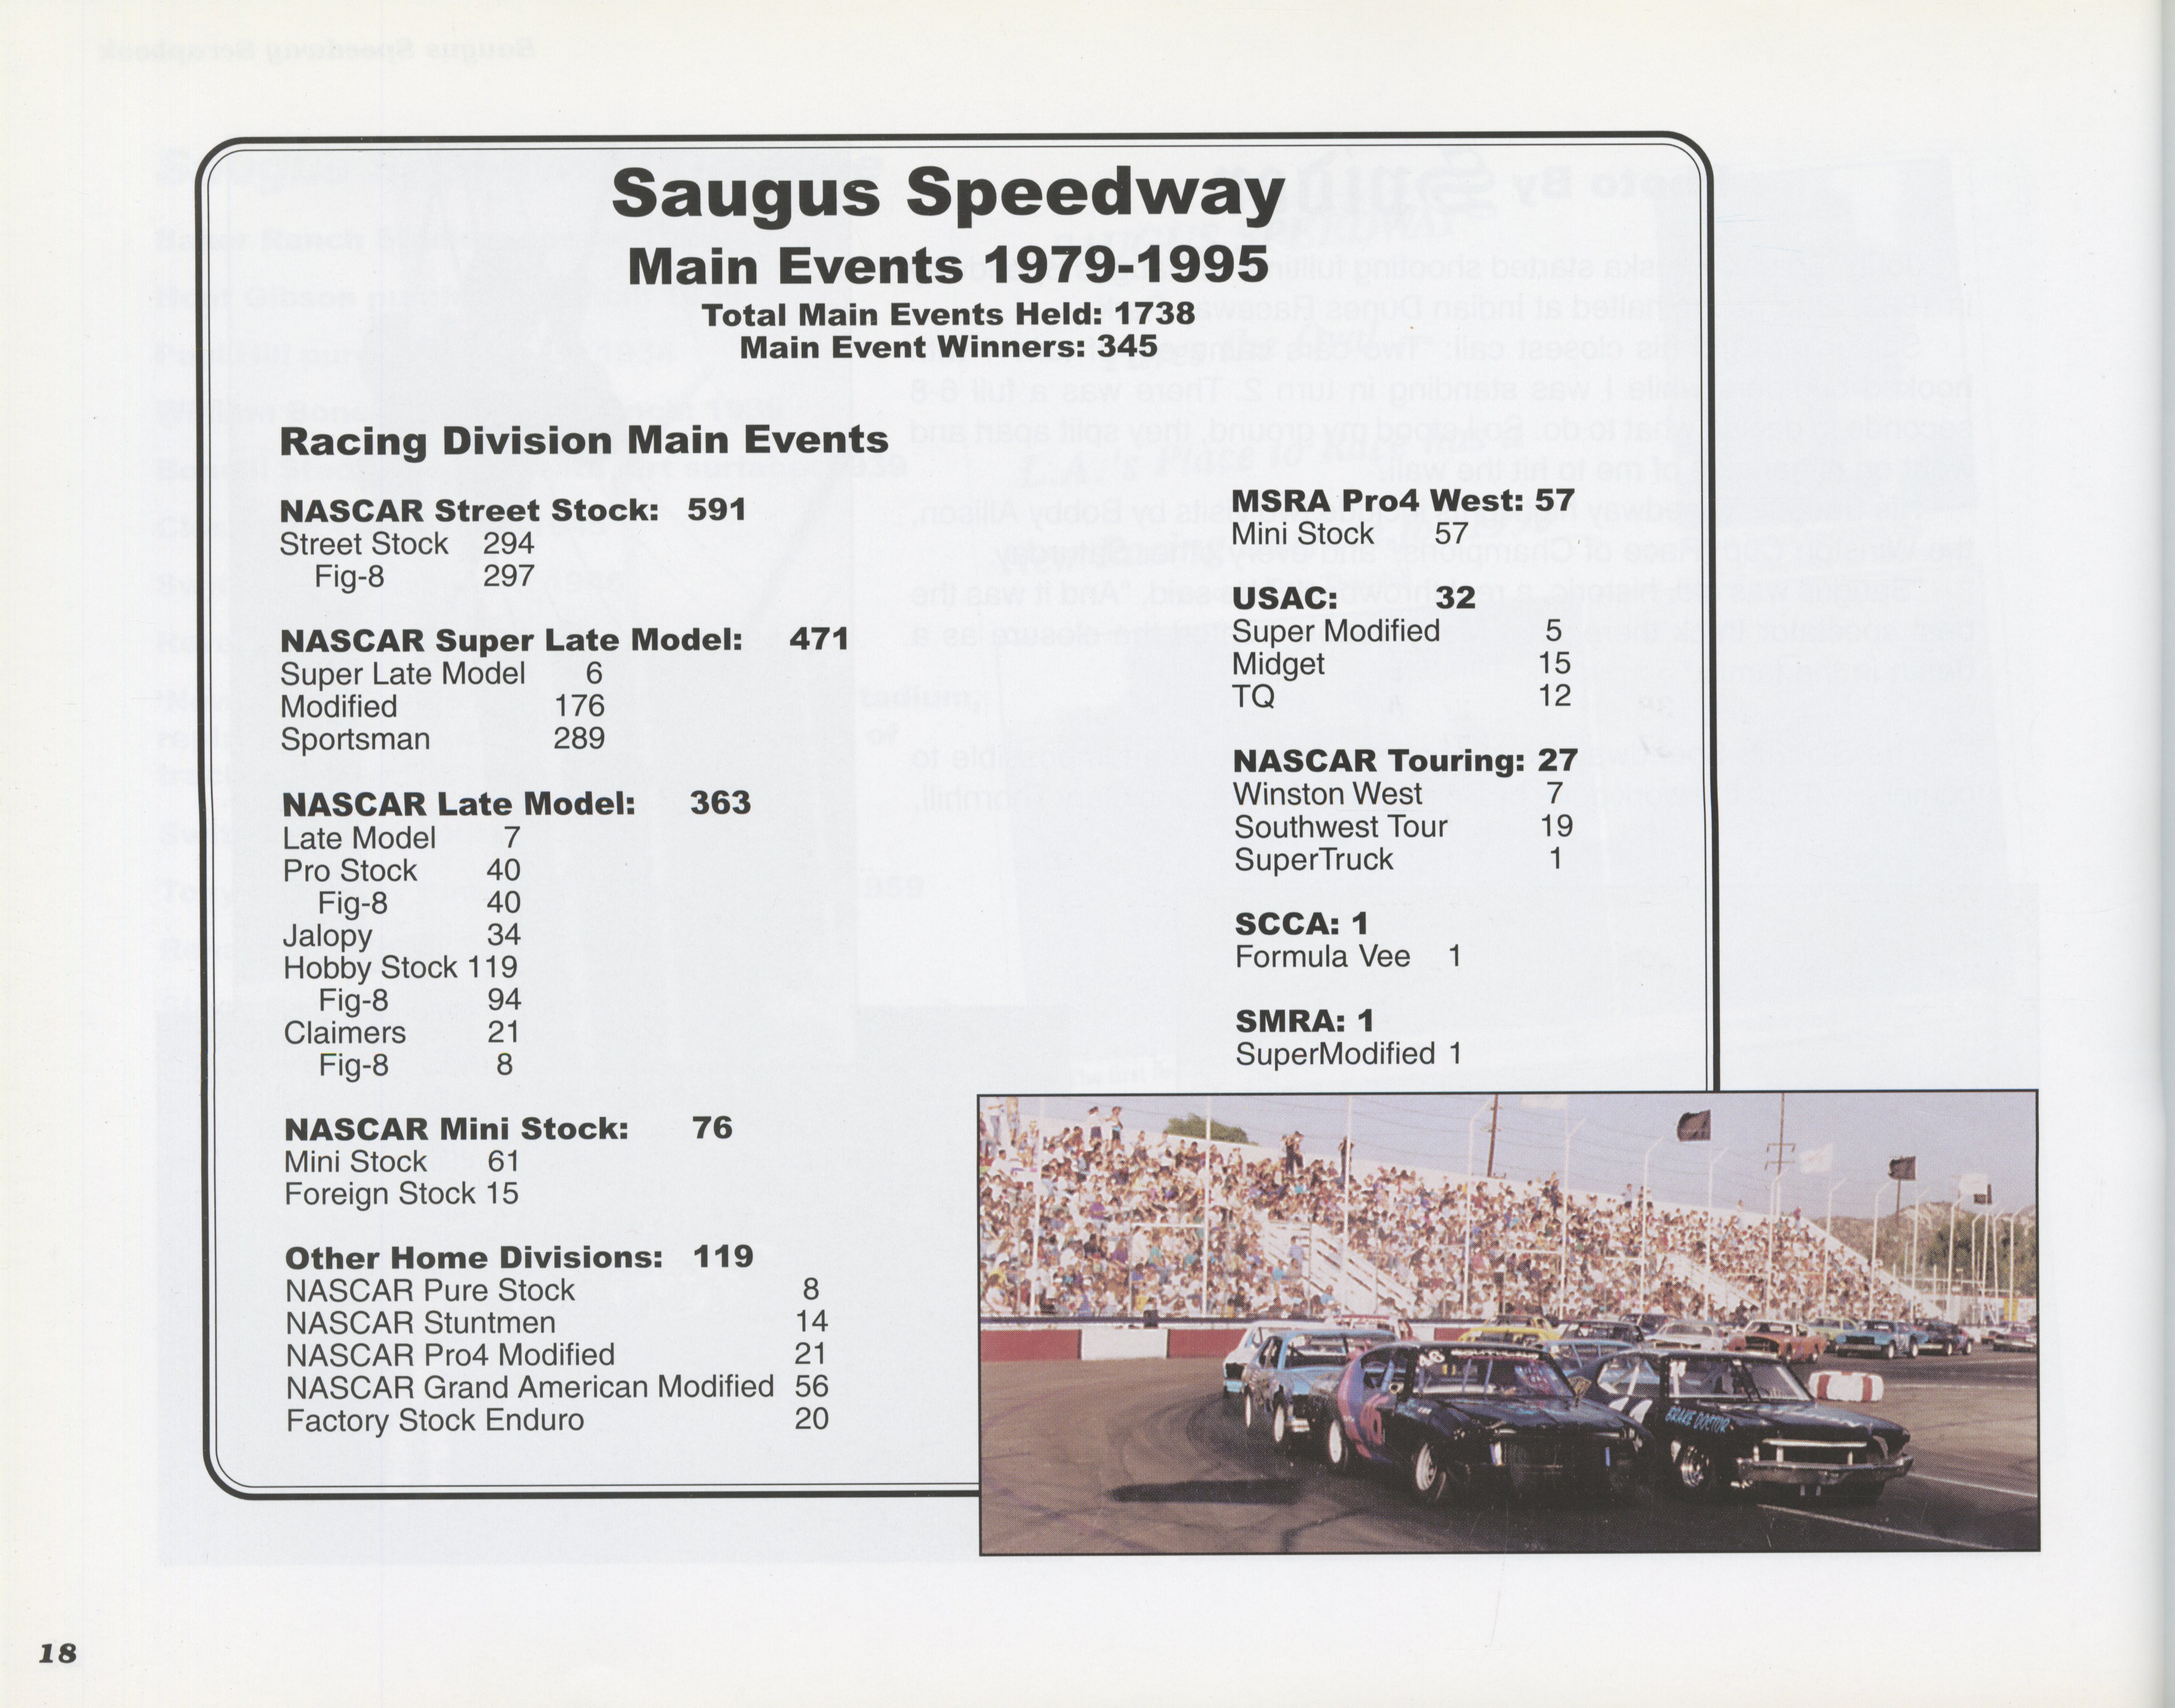 Saugus Speedway
Main Events 1979-1995
Total Main Events Held: 1738
Main Event Winners: 345
Racing Division Main Events
NASCAR Street Stock: 591
Street Stock 294
Fig-8 297
NASCAR Super Late Model: 471
Super Late Model 6
Modified 176
Sportsman 289
NASCAR Late Model: 363
Late Model 7
Pro Stock 40
Fig-8 40
Jalopy 34
Hobby Stock 119
Fig-8 94
Claimers 21
Fig-8 8
NASCAR Mini Stock: 76
Mini Stock 61
Foreign Stock 15
Other Home Divisions: 119
NASCAR Pure Stock 8
NASCAR Stuntmen 14
NASCAR Pro4 Modified 21
NASCAR Grand American Modified 56
Factory Stock Enduro 20
MSRA Pro4 West: 57
Mini Stock 57
USAC: 32
Super Modified 5
Midget 15
TQ 12
NASCAR Touring: 27
Winston West 7
Southwest Tour 19
SuperTruck 1
SCCA: 1
Formula Vee 1
SMRA: 1
SuperModified 1
46
BRAKE DOCTOR
18